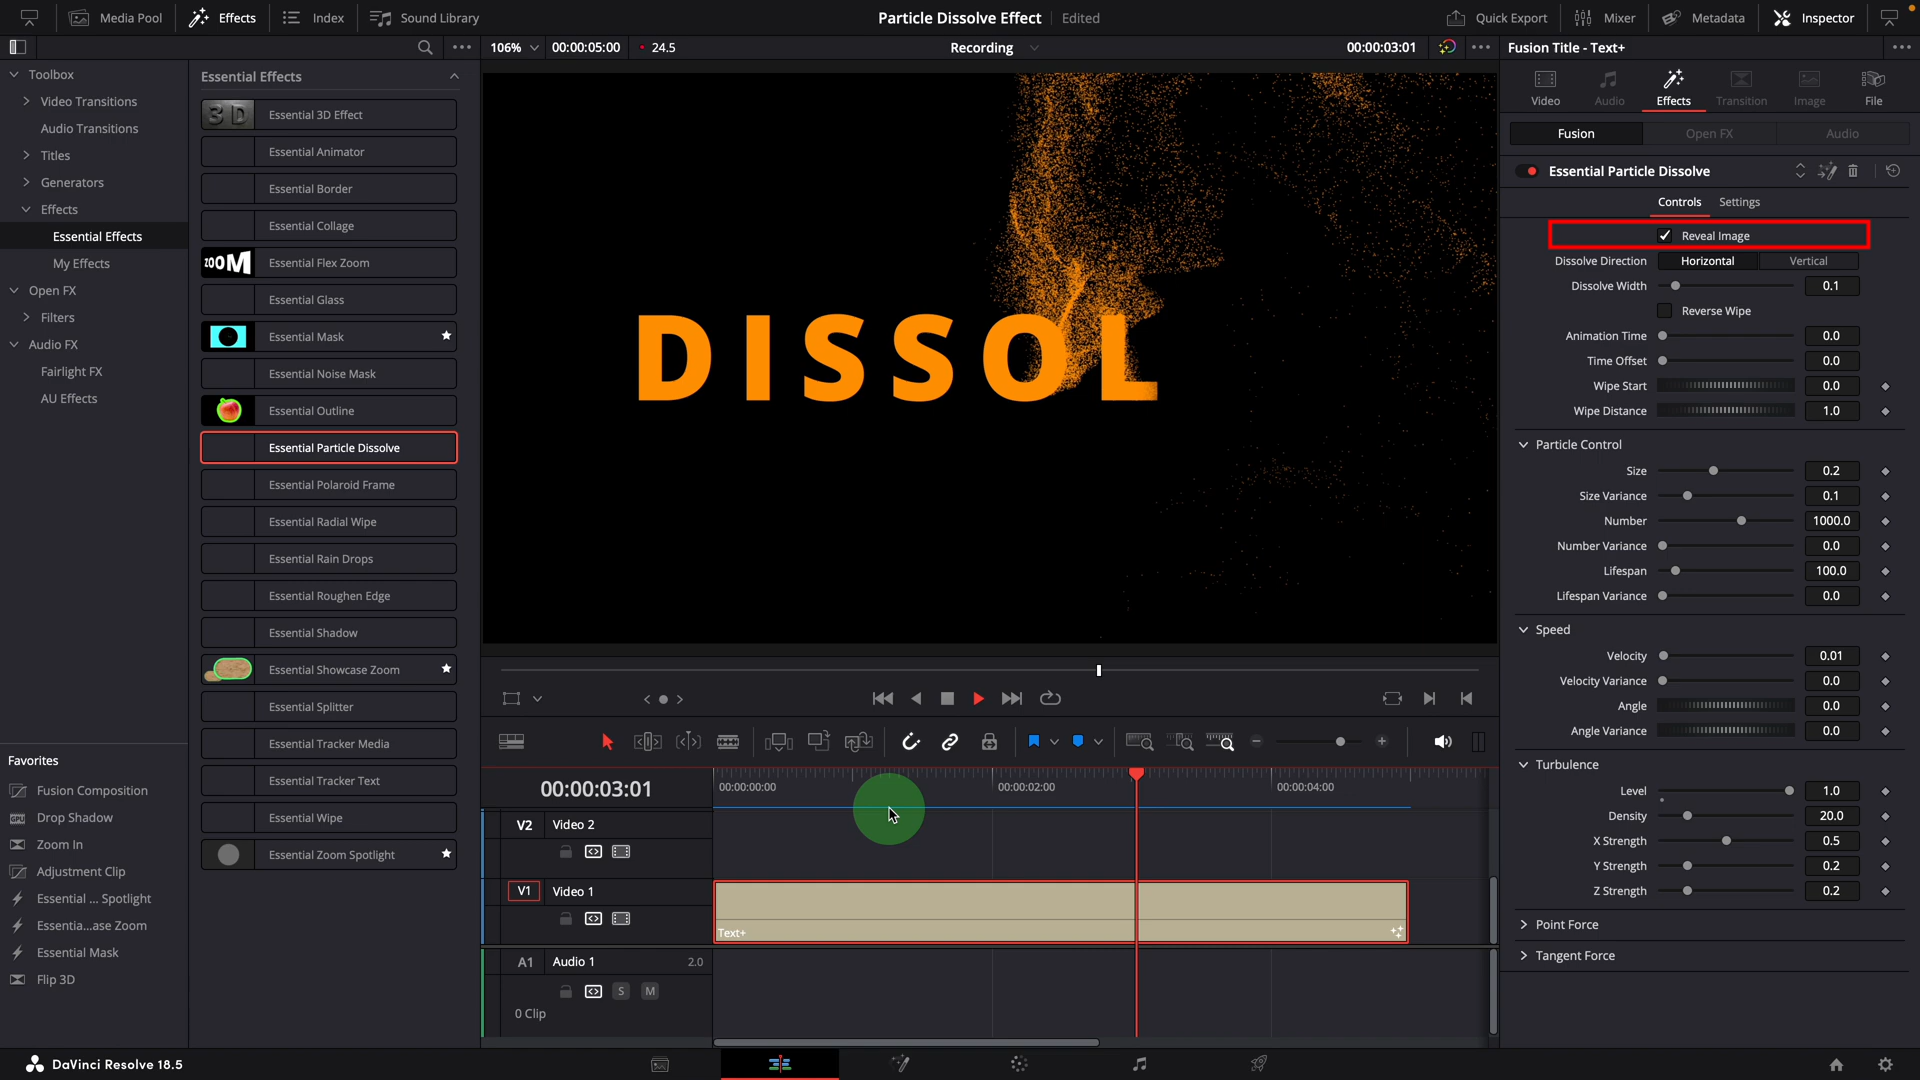 Media Pool
Effects
Index
Sound Library
Particle Dissolve Effect
Edited
Quick Export
Mixer
Metadata
Inspector
106%
00:00:05:00
24.5
Recording
00:00:03:01
Fusion Title - Text+
Toolbox
Video Transitions
Audio Transitions
Titles
Generators
Effects
Essential Effects
My Effects
Open FX
Filters
Audio FX
Fairlight FX
AU Effects
Favorites
Fusion Composition
Drop Shadow
Zoom In
Adjustment Clip
Essential ... Spotlight
Essentia...ase Zoom
Essential Mask
Flip 3D
Essential Effects
3D
Essential 3D Effect
Essential Animator
Essential Border
Essential Collage
ZOOM
Essential Flex Zoom
Essential Glass
Essential Mask
Essential Noise Mask
Essential Outline
Essential Particle Dissolve
Essential Polaroid Frame
Essential Radial Wipe
Essential Rain Drops
Essential Roughen Edge
Essential Shadow
Essential Showcase Zoom
Essential Splitter
Essential Tracker Media
Essential Tracker Text
Essential Wipe
Essential Zoom Spotlight
DISSOL
00:00:03:01
00:00:00:00
00:00:02:00
00:00:04:00
V2
Video 2
V1
Video 1
Text+
A1
Audio 1
2.0
S
M
0 Clip
Video
Audio
Effects
Transition
Image
File
Fusion
Open FX
Audio
Essential Particle Dissolve
Controls
Settings
Reveal Image
Dissolve Direction Horizontal Vertical
Dissolve Width 0.1
Reverse Wipe
Animation Time 0.0
Time Offset 0.0
Wipe Start 0.0
Wipe Distance 1.0
Particle Control
Size 0.2
Size Variance 0.1
Number 1000.0
Number Variance 0.0
Lifespan 100.0
Lifespan Variance 0.0
Speed
Velocity 0.01
Velocity Variance 0.0
Angle 0.0
Angle Variance 0.0
Turbulence
Level 1.0
Density 20.0
X Strength 0.5
Y Strength 0.2
Z Strength 0.2
Point Force
Tangent Force
DaVinci Resolve 18.5